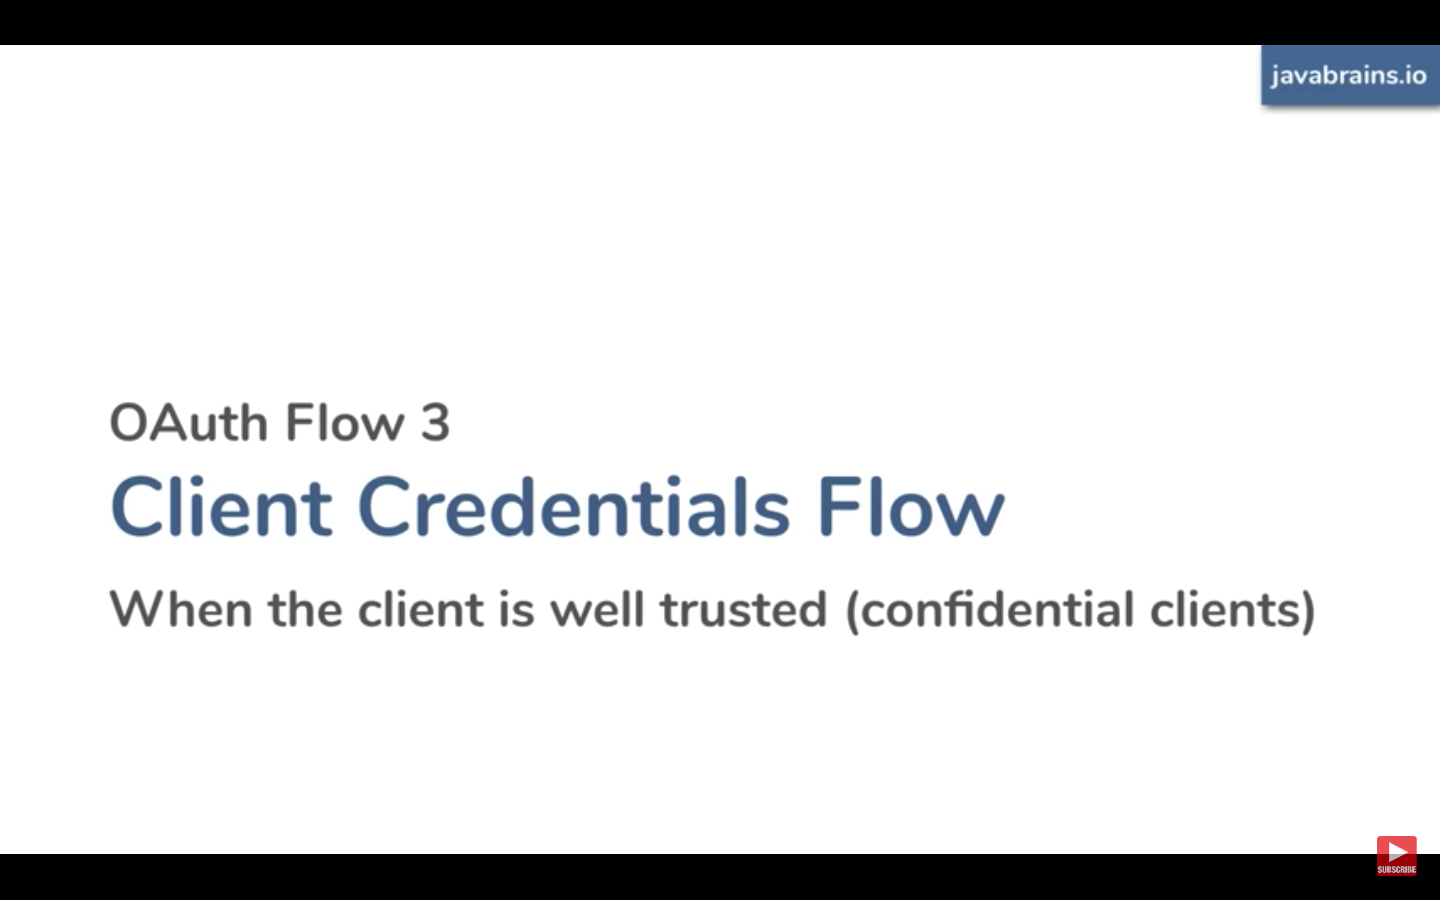 javabrains.io
OAuth Flow 3
Client Credentials Flow
When the client is well trusted (confidential clients)
SUBSCRIBE